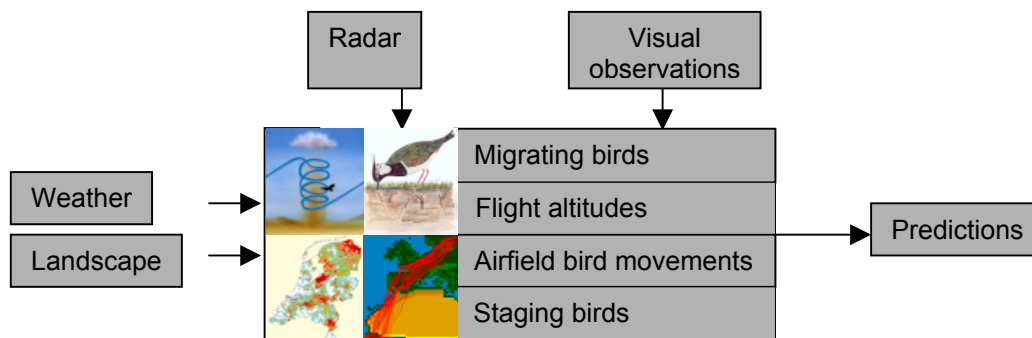 Radar
Visual
observations
Migrating birds
Weather
Flight altitudes
Predictions
Landscape
Airfield bird movements
Staging birds